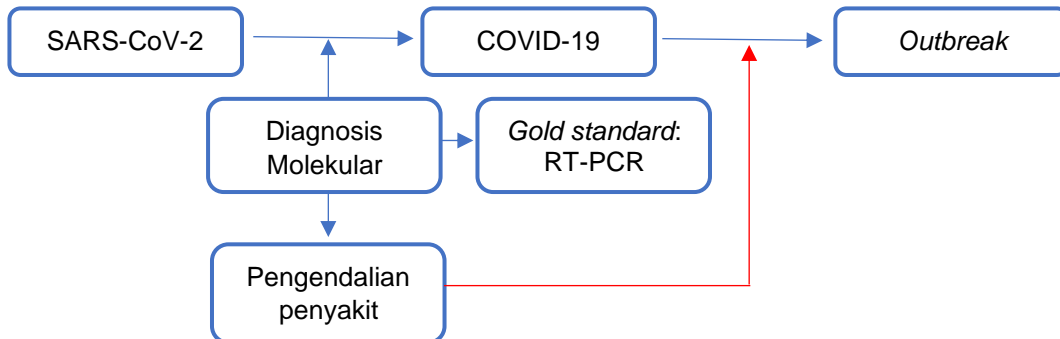 SARS-CoV-2
COVID-19
Outbreak
Diagnosis
Molekular
Gold standard:
RT-PCR
Pengendalian
penyakit